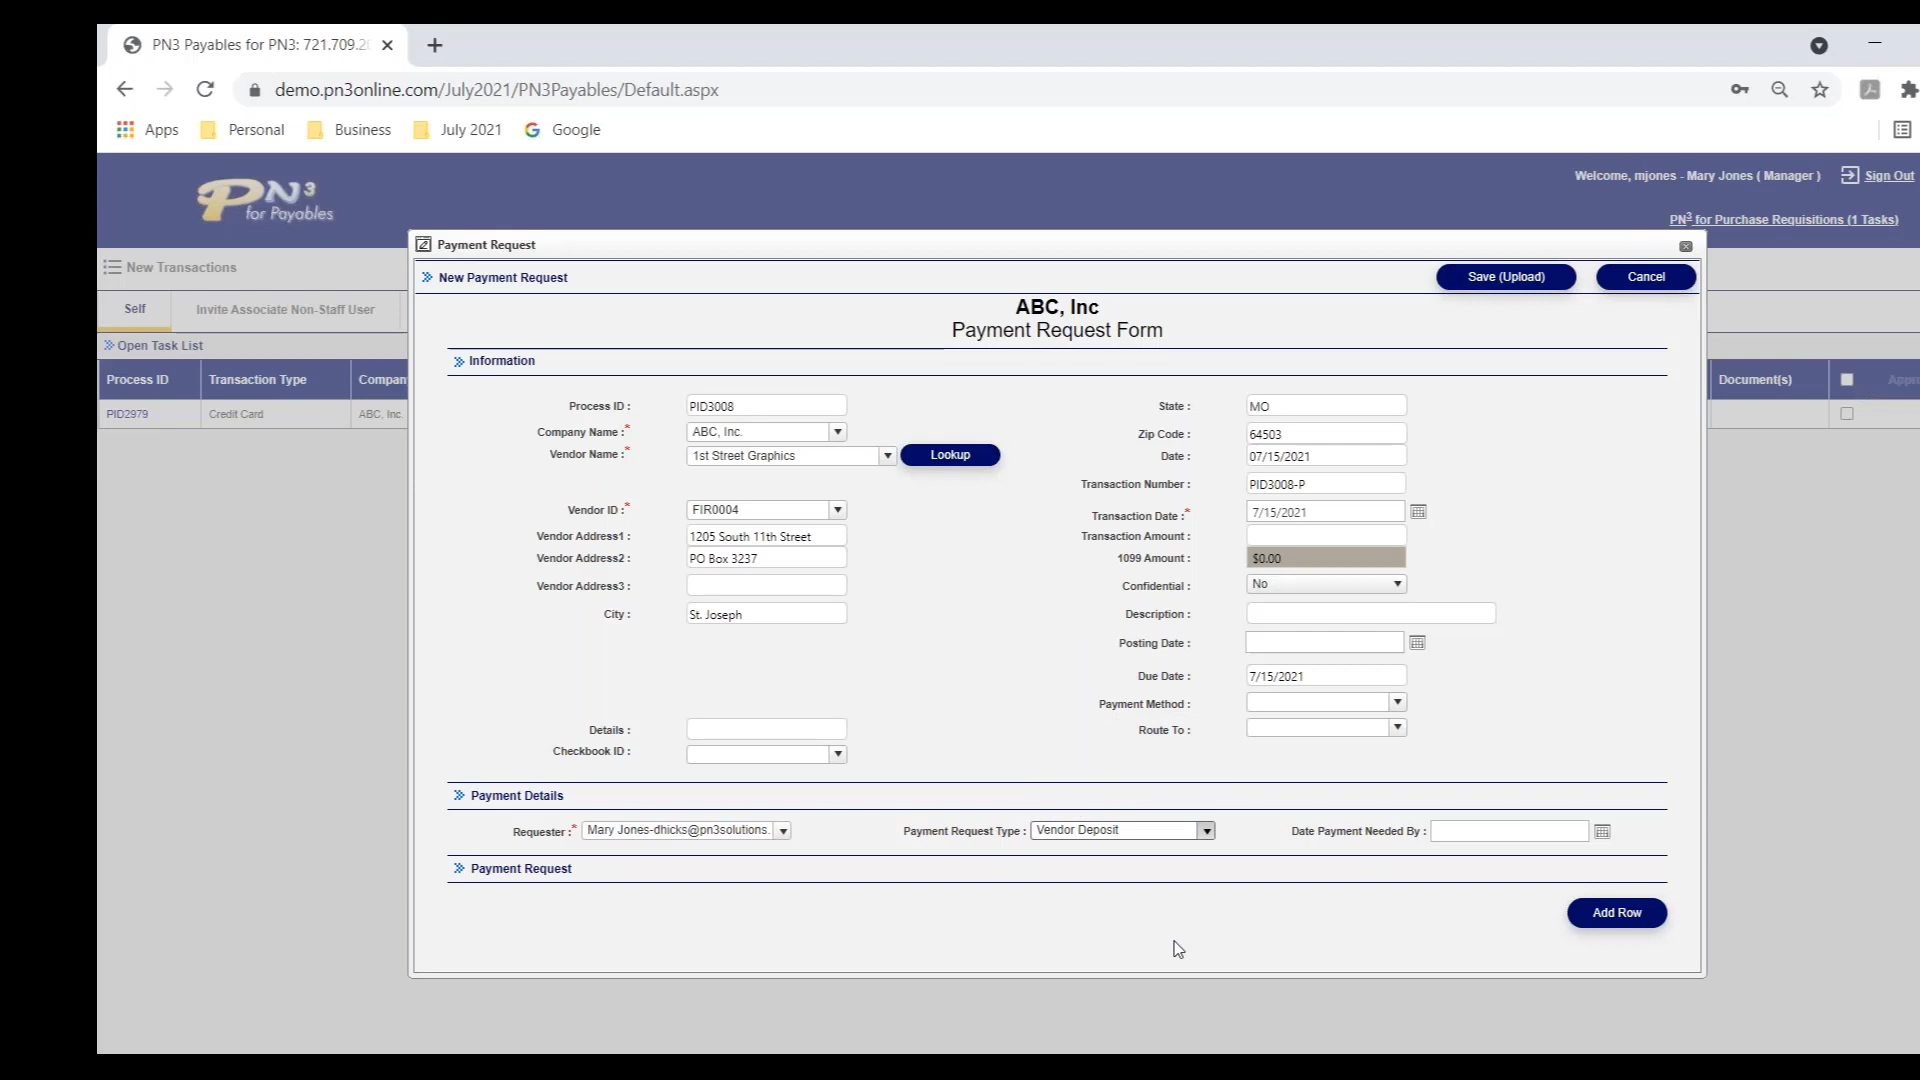 PN3 Payables for PN3: 721.709.2
demo.pn3online.com/July2021/PN3Payables/Default.aspx
Apps Personal Business July 2021 Google
PN3 for Payables
Welcome, mjones - Mary Jones ( Manager ) Sign Out
PN3 for Purchase Requisitions (1 Tasks)
New Transactions
Self Invite Associate Non-Staff User
Open Task List
Process ID Transaction Type Compan Document(s) Appro
PID2979 Credit Card ABC, Inc.
Payment Request
New Payment Request Save (Upload) Cancel
ABC, Inc
Payment Request Form
Information
Process ID : PID3008
Company Name :* ABC, Inc.
Vendor Name :* 1st Street Graphics Lookup
Vendor ID :* FIR0004
Vendor Address1 : 1205 South 11th Street
Vendor Address2 : PO Box 3237
Vendor Address3 :
City : St. Joseph
Details :
Checkbook ID :
State : MO
Zip Code : 64503
Date : 07/15/2021
Transaction Number : PID3008-P
Transaction Date :* 7/15/2021
Transaction Amount :
1099 Amount : $0.00
Confidential : No
Description :
Posting Date :
Due Date : 7/15/2021
Payment Method :
Route To :
Payment Details
Requester :* Mary Jones-dhicks@pn3solutions. Payment Request Type : Vendor Deposit Date Payment Needed By :
Payment Request
Add Row